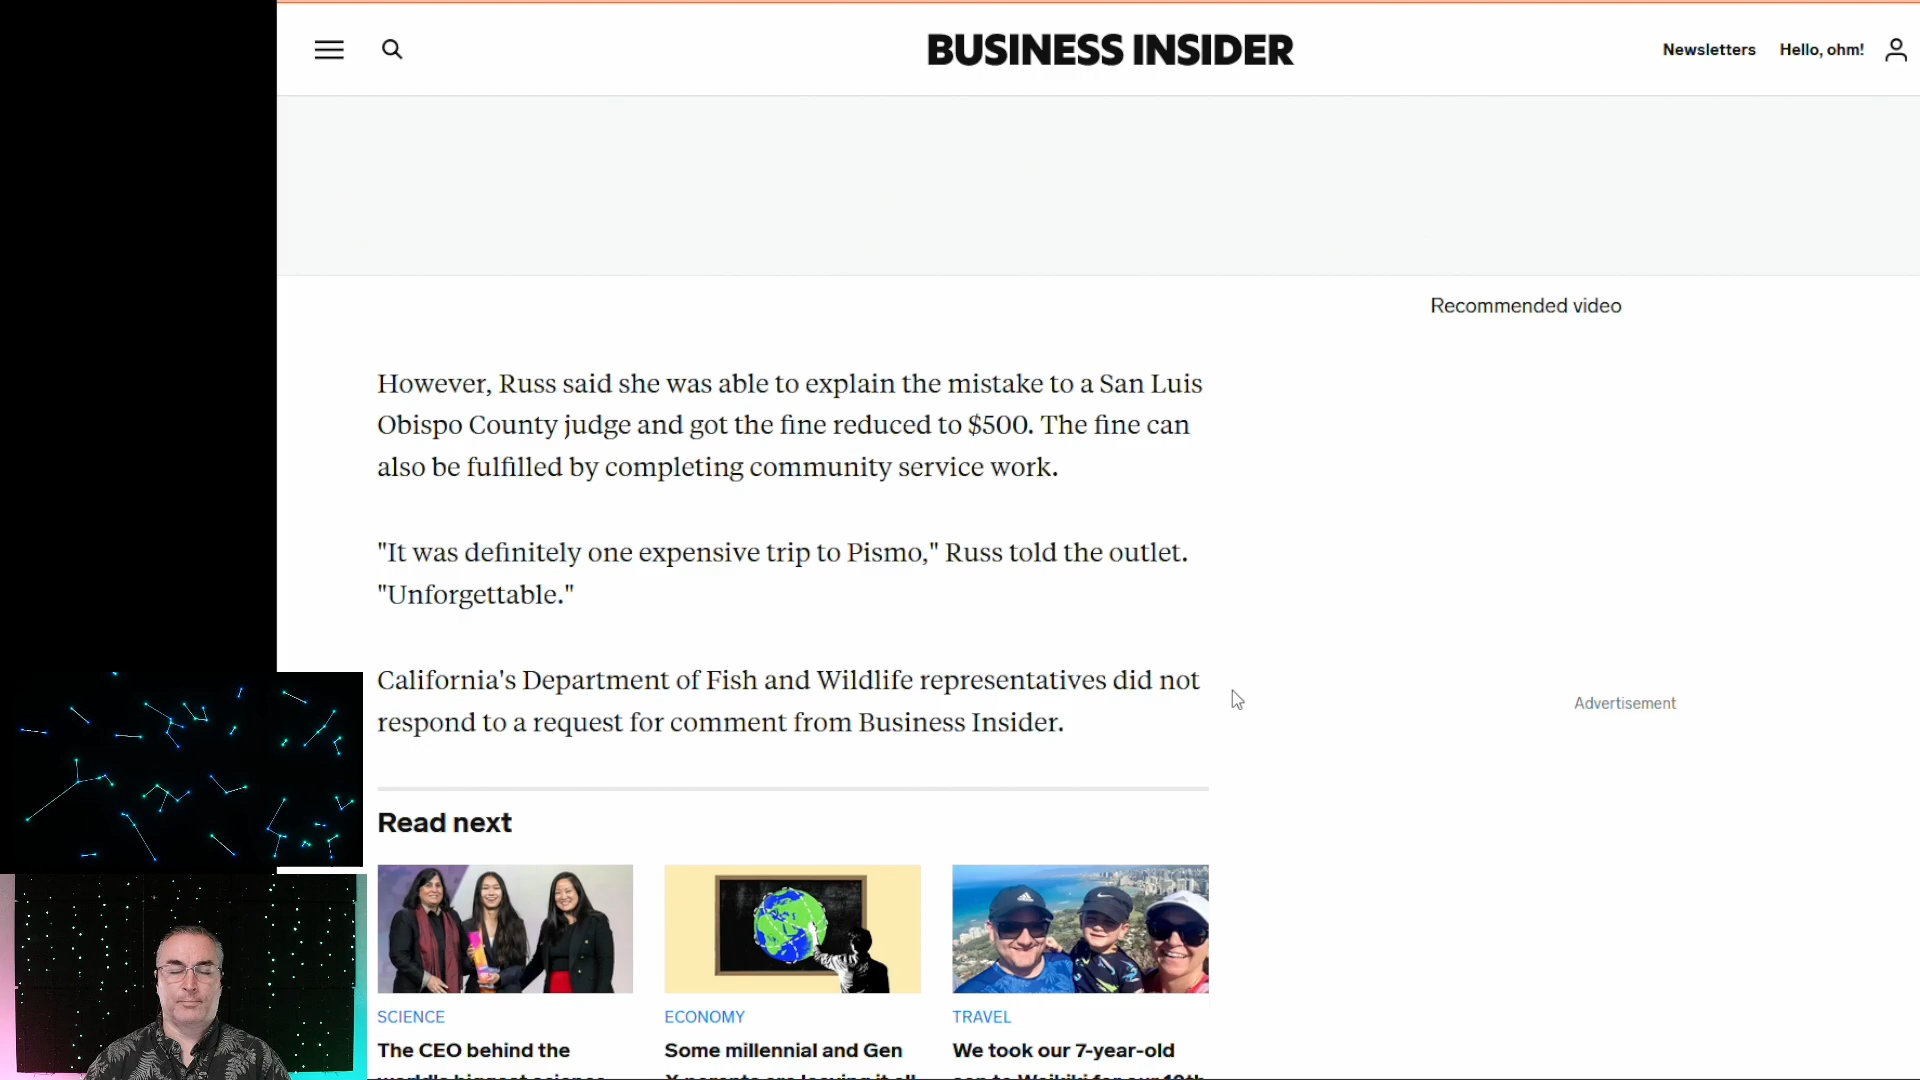 BUSINESS INSIDER
Newsletters
Hello, ohm!
Recommended video
However, Russ said she was able to explain the mistake to a San Luis
Obispo County judge and got the fine reduced to $500. The fine can
also be fulfilled by completing community service work.
"It was definitely one expensive trip to Pismo," Russ told the outlet.
"Unforgettable."
California's Department of Fish and Wildlife representatives did not
respond to a request for comment from Business Insider.
Advertisement
Read next
SCIENCE
The CEO behind the
ECONOMY
Some millennial and Gen
TRAVEL
We took our 7-year-old